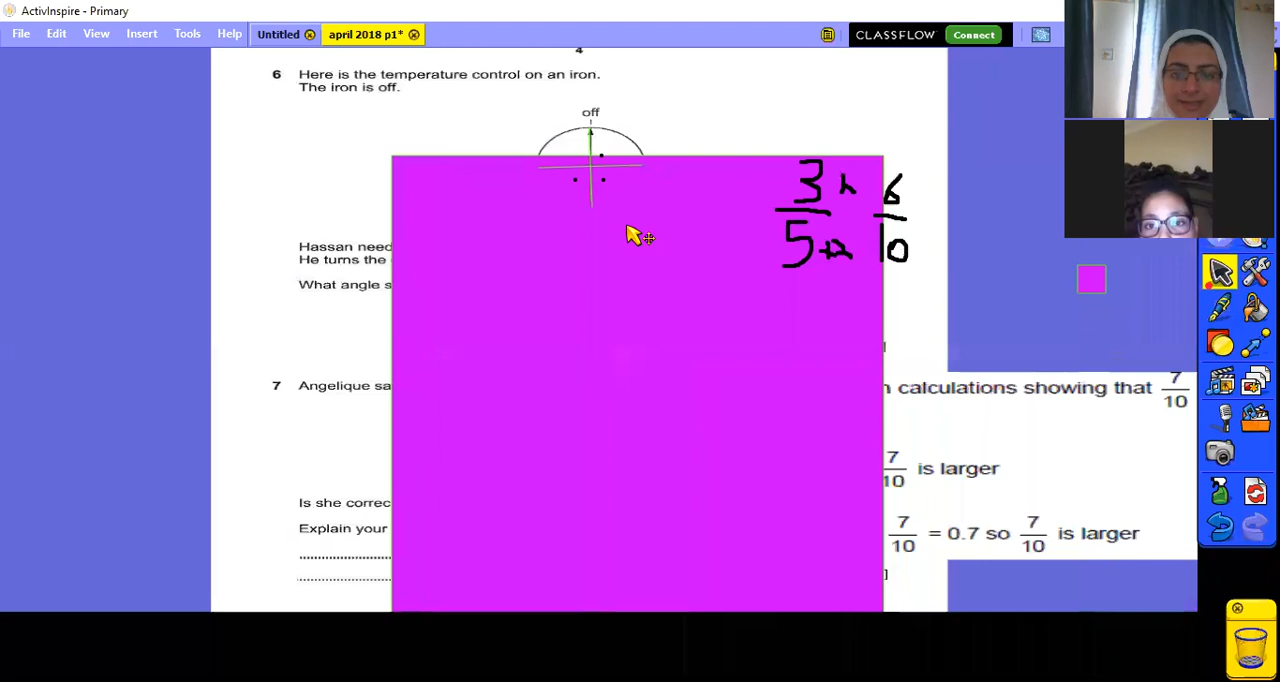 ActivInspire - Primary
File Edit View Insert Tools Help Untitled april 2018 p1* CLASSFLOW Connect
4
6 Here is the temperature control on an iron.
The iron is off.
off
3 6
5 10
Hassan need
He turns the
What angle s
7 Angelique sa
n calculations showing that 7/10
7/10 is larger
Is she correc
Explain your
7/10 = 0.7 so 7/10 is larger
]
]